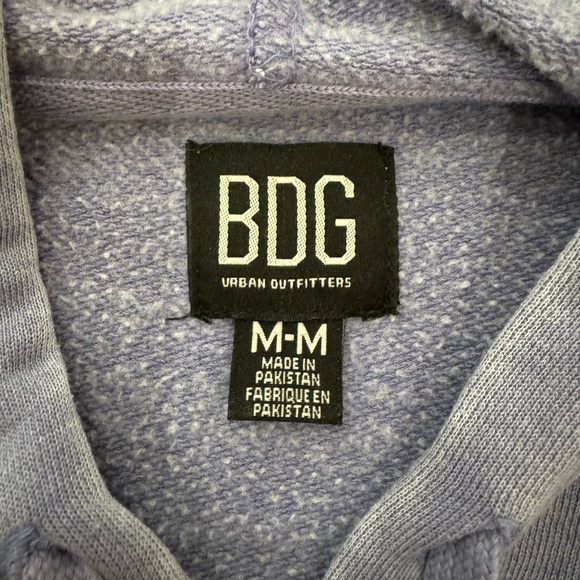 BDG
URBAN OUTFITTERS
M-M
MADE IN
PAKISTAN
FABRIQUE EN
PAKISTAN